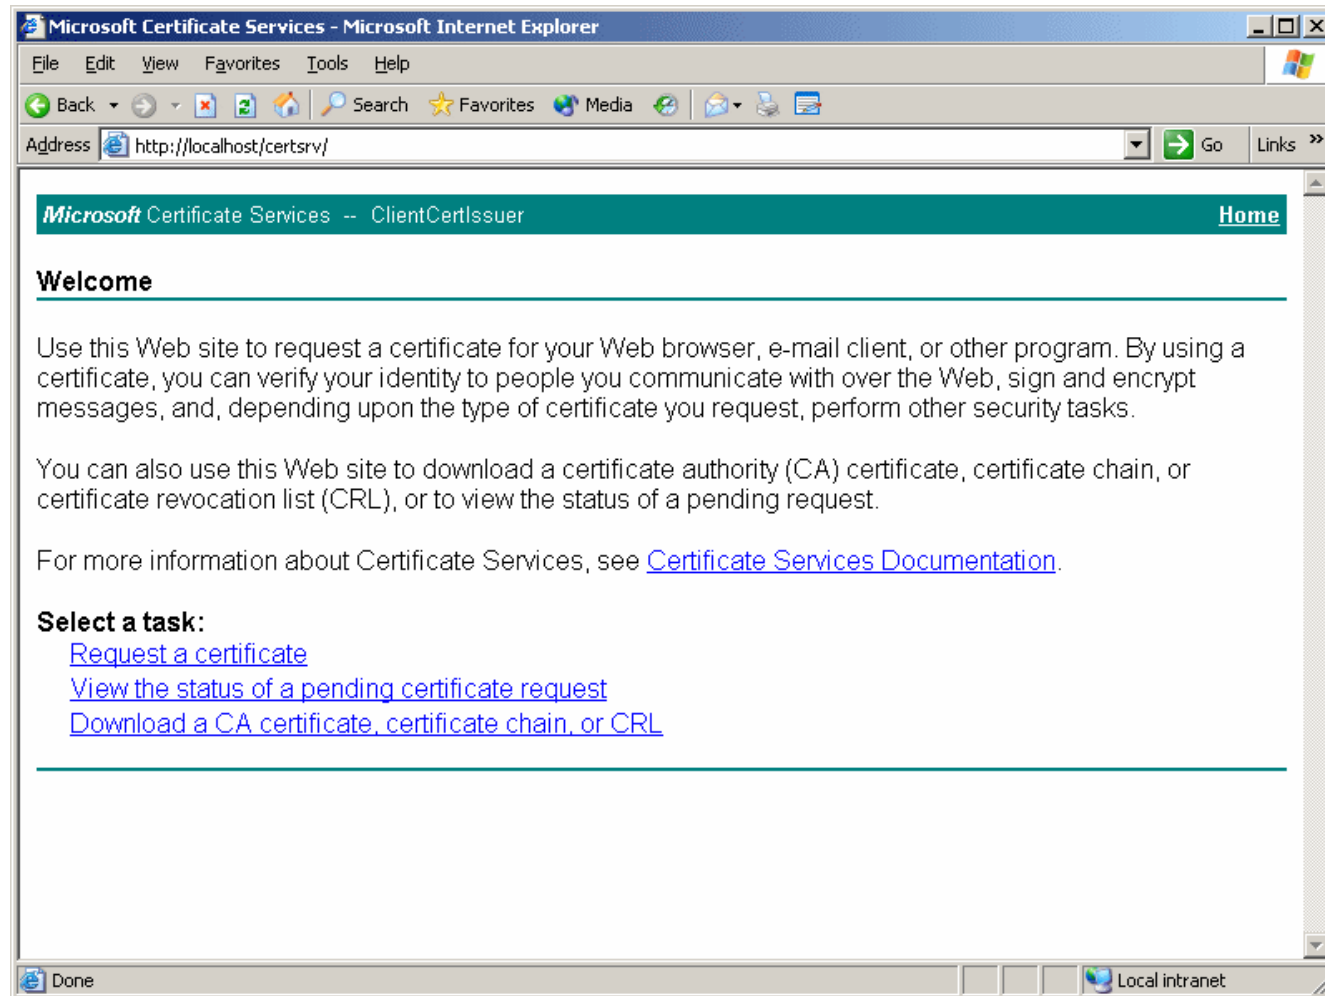 Microsoft Certificate Services - Microsoft Internet Explorer
File Edit View Favorites Tools Help
Back Search Favorites Media
Address http://localhost/certsrv/ Go Links »
Microsoft Certificate Services -- ClientCertIssuer Home
Welcome
Use this Web site to request a certificate for your Web browser, e-mail client, or other program. By using a
certificate, you can verify your identity to people you communicate with over the Web, sign and encrypt
messages, and, depending upon the type of certificate you request, perform other security tasks.
You can also use this Web site to download a certificate authority (CA) certificate, certificate chain, or
certificate revocation list (CRL), or to view the status of a pending request.
For more information about Certificate Services, see Certificate Services Documentation.
Select a task:
Request a certificate
View the status of a pending certificate request
Download a CA certificate, certificate chain, or CRL
Done Local intranet